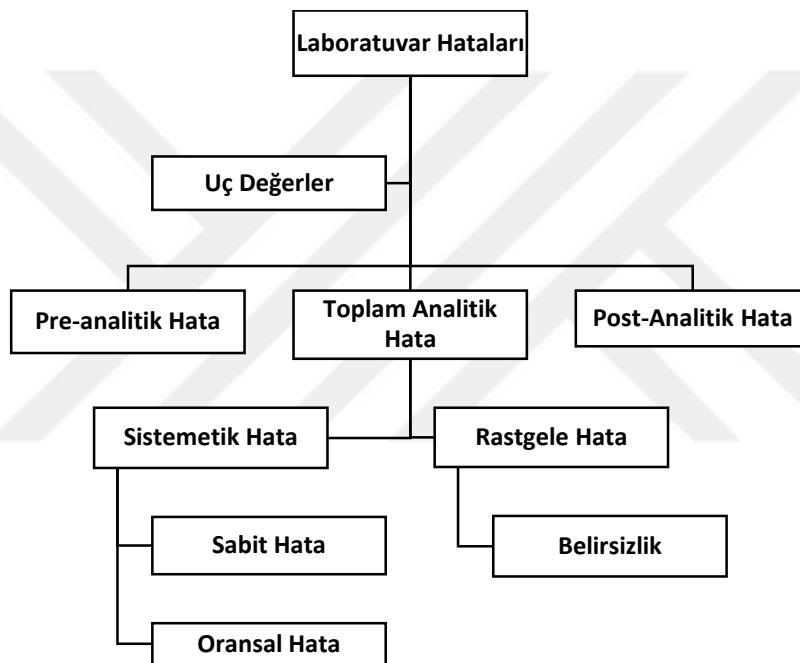 Laboratuvar Hataları
Uç Değerler
Pre-analitik Hata
Toplam Analitik
Hata
Post-Analitik Hata
Sistemetik Hata
Rastgele Hata
Sabit Hata
Belirsizlik
Oransal Hata